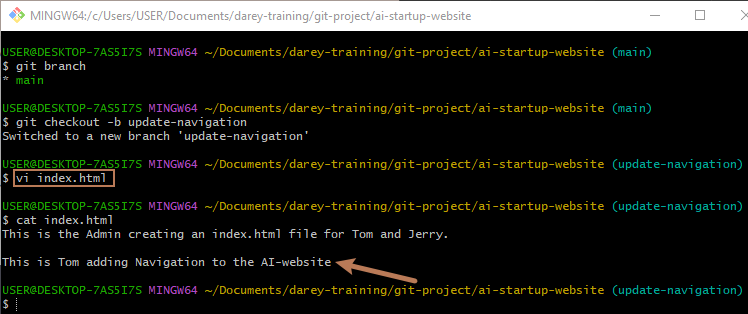 MINGW64:/c/Users/USER/Documents/darey-training/git-project/ai-startup-website
USER@DESKTOP-7AS5I7S MINGW64 ~/Documents/darey-training/git-project/ai-startup-website (main)
$ git branch
* main
USER@DESKTOP-7AS5I7S MINGW64 ~/Documents/darey-training/git-project/ai-startup-website (main)
$ git checkout -b update-navigation
Switched to a new branch 'update-navigation'
USER@DESKTOP-7AS5I7S MINGW64 ~/Documents/darey-training/git-project/ai-startup-website (update-navigation)
$ vi index.html
USER@DESKTOP-7AS5I7S MINGW64 ~/Documents/darey-training/git-project/ai-startup-website (update-navigation)
$ cat index.html
This is the Admin creating an index.html file for Tom and Jerry.
This is Tom adding Navigation to the AI-website
USER@DESKTOP-7AS5I7S MINGW64 ~/Documents/darey-training/git-project/ai-startup-website (update-navigation)
$